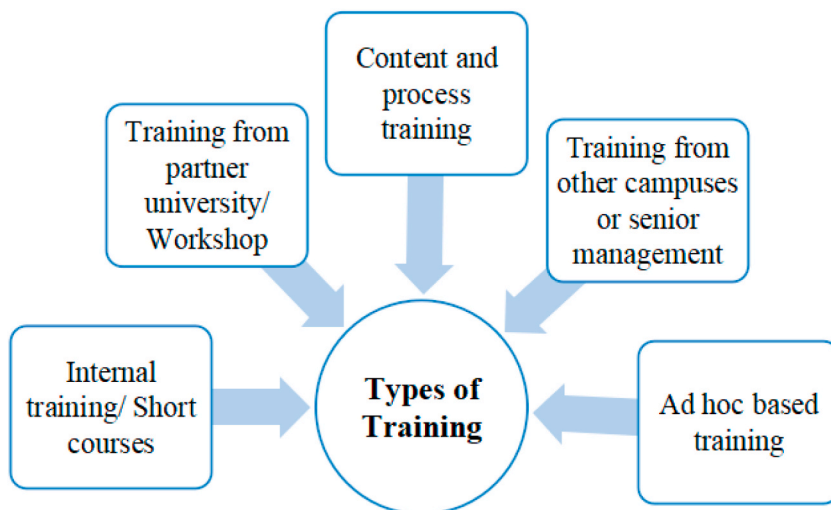 Content and
process
training
Training from
partner
university/
Workshop
Training from
other campuses
or senior
management
Internal
training/ Short
courses
Types of
Training
Ad hoc based
training